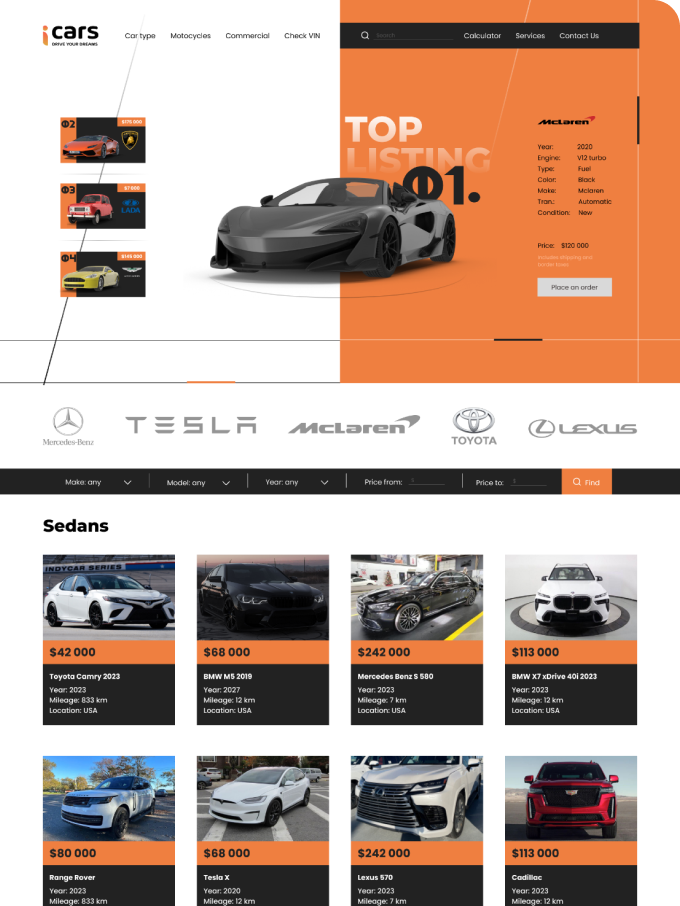 icars
DRIVE YOUR DREAMS
Car type
Motocycles
Commercial
Check VIN
Search
Calculator
Services
Contact Us
Ф2
$175 000
Ф3
$7 000
LADA
Ф4
$145 000
TOP
LISTING
Ф1.
McLaren
Year: 2020
Engine: V12 turbo
Type: Fuel
Color: Black
Make: Mclaren
Tran.: Automatic
Condition: New
Price: $120 000
Includes shipping and
border taxes
Place an order
Mercedes-Benz
TESLA
McLaren
TOYOTA
LEXUS
Make: any
Model: any
Year: any
Price from: $
Price to: $
Find
Sedans
INDYCAR SERIES
$42 000
Toyota Camry 2023
Year: 2023
Mileage: 833 km
Location: USA
$68 000
BMW M5 2019
Year: 2027
Mileage: 12 km
Location: USA
$242 000
Mercedes Benz S 580
Year: 2023
Mileage: 7 km
Location: USA
$113 000
BMW X7 xDrive 40i 2023
Year: 2023
Mileage: 12 km
Location: USA
$80 000
Range Rover
Year: 2023
Mileage: 833 km
$68 000
Tesla X
Year: 2020
Mileage: 12 km
$242 000
Lexus 570
Year: 2023
Mileage: 7 km
$113 000
Cadillac
Year: 2023
Mileage: 12 km